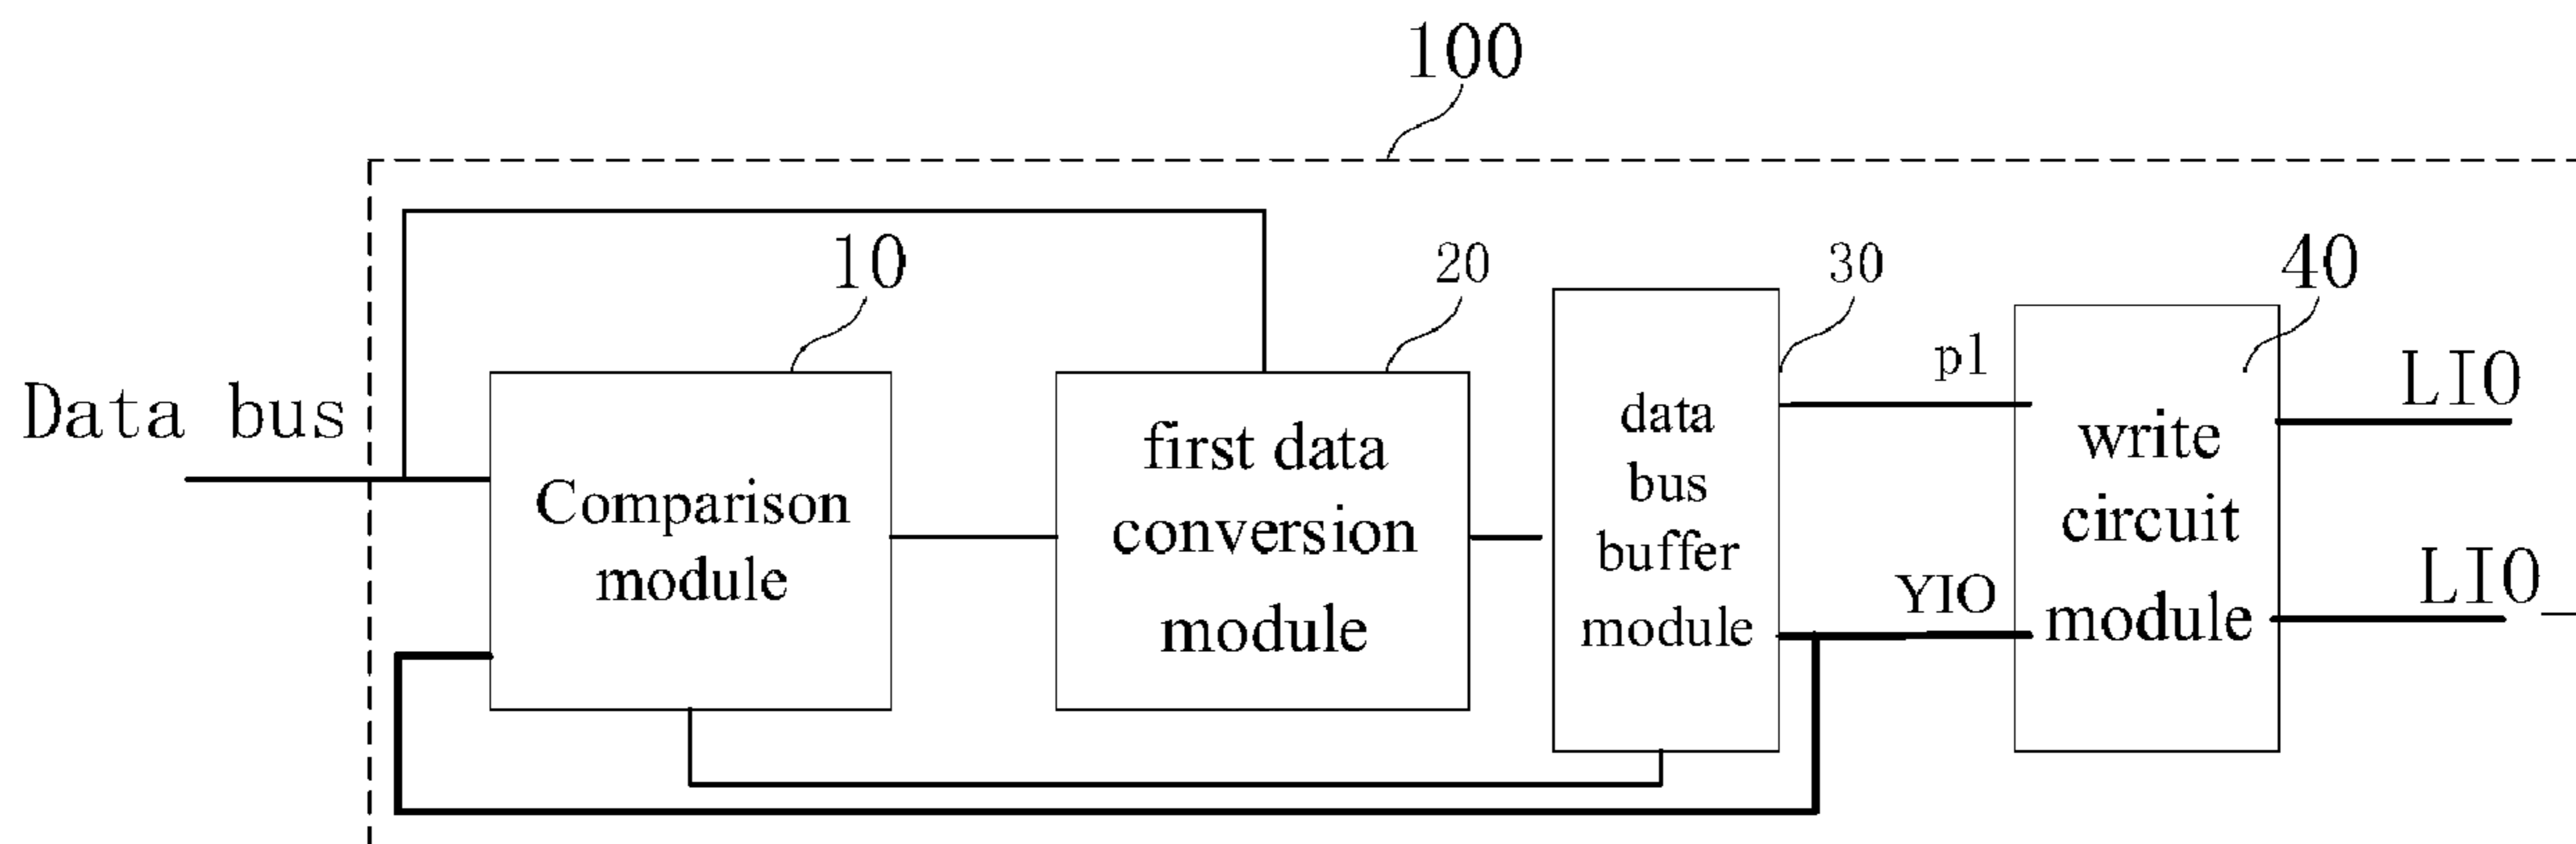 100
10
20
30
40
Data bus
Comparison
module
first data
conversion
module
data
bus
buffer
module
p1
YIO
write
circuit
module
LIO
LIO_